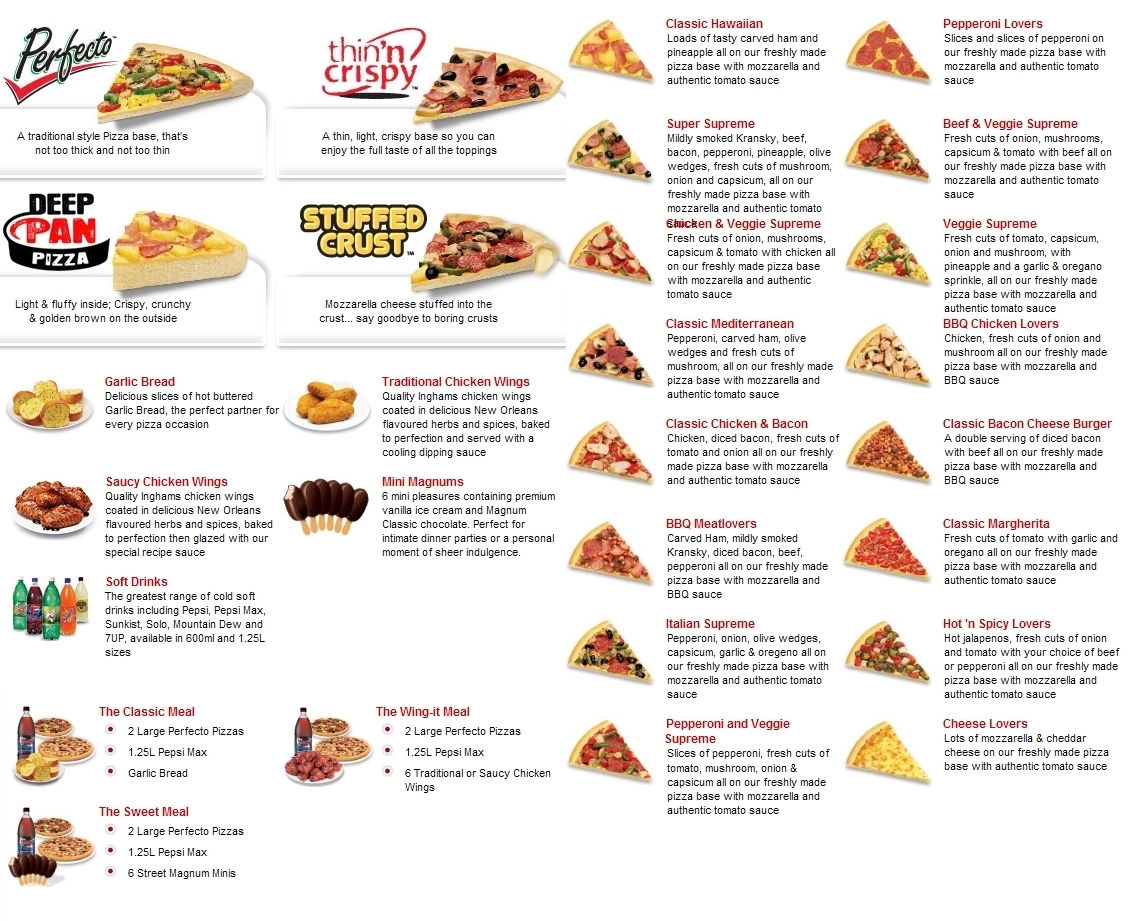 Perfecto™
A traditional style Pizza base, that's
not too thick and not too thin
thin'n
crispy™
A thin, light, crispy base so you can
enjoy the full taste of all the toppings
DEEP
PAN
PIZZA
Light & fluffy inside; Crispy, crunchy
& golden brown on the outside
STUFFED
CRUST™
Mozzarella cheese stuffed into the
crust... say goodbye to boring crusts
Garlic Bread
Delicious slices of hot buttered
Garlic Bread, the perfect partner for
every pizza occasion
Traditional Chicken Wings
Quality Inghams chicken wings
coated in delicious New Orleans
flavoured herbs and spices, baked
to perfection and served with a
cooling dipping sauce
Saucy Chicken Wings
Quality Inghams chicken wings
coated in delicious New Orleans
flavoured herbs and spices, baked
to perfection then glazed with our
special recipe sauce
Mini Magnums
6 mini pleasures containing premium
vanilla ice cream and Magnum
Classic chocolate. Perfect for
intimate dinner parties or a personal
moment of sheer indulgence.
Soft Drinks
The greatest range of cold soft
drinks including Pepsi, Pepsi Max,
Sunkist, Solo, Mountain Dew and
7UP, available in 600ml and 1.25L
sizes
The Classic Meal
2 Large Perfecto Pizzas
1.25L Pepsi Max
Garlic Bread
The Wing-it Meal
2 Large Perfecto Pizzas
1.25L Pepsi Max
6 Traditional or Saucy Chicken
Wings
The Sweet Meal
2 Large Perfecto Pizzas
1.25L Pepsi Max
6 Street Magnum Minis
Classic Hawaiian
Loads of tasty carved ham and
pineapple all on our freshly made
pizza base with mozzarella and
authentic tomato sauce
Pepperoni Lovers
Slices and slices of pepperoni on
our freshly made pizza base with
mozzarella and authentic tomato
sauce
Super Supreme
Mildly smoked Kransky, beef,
bacon, pepperoni, pineapple, olive
wedges, fresh cuts of mushroom,
onion and capsicum, all on our
freshly made pizza base with
mozzarella and authentic tomato
Beef & Veggie Supreme
Fresh cuts of onion, mushrooms,
capsicum & tomato with beef all on
our freshly made pizza base with
mozzarella and authentic tomato
sauce
Chicken & Veggie Supreme
Fresh cuts of onion, mushrooms,
capsicum & tomato with chicken all
on our freshly made pizza base
with mozzarella and authentic
tomato sauce
Veggie Supreme
Fresh cuts of tomato, capsicum,
onion and mushroom, with
pineapple and a garlic & oregano
sprinkle, all on our freshly made
pizza base with mozzarella and
authentic tomato sauce
Classic Mediterranean
Pepperoni, carved ham, olive
wedges and fresh cuts of
mushroom, all on our freshly made
pizza base with mozzarella and
authentic tomato sauce
BBQ Chicken Lovers
Chicken, fresh cuts of onion and
mushroom all on our freshly made
pizza base with mozzarella and
BBQ sauce
Classic Chicken & Bacon
Chicken, diced bacon, fresh cuts of
tomato and onion all on our freshly
made pizza base with mozzarella
and authentic tomato sauce
Classic Bacon Cheese Burger
A double serving of diced bacon
with beef all on our freshly made
pizza base with mozzarella and
BBQ sauce
BBQ Meatlovers
Carved Ham, mildly smoked
Kransky, diced bacon, beef,
pepperoni all on our freshly made
pizza base with mozzarella and
BBQ sauce
Classic Margherita
Fresh cuts of tomato with garlic and
oregano all on our freshly made
pizza base with mozzarella and
authentic tomato sauce
Italian Supreme
Pepperoni, onion, olive wedges,
capsicum, garlic & oregeno all on
our freshly made pizza base with
mozzarella and authentic tomato
sauce
Hot 'n Spicy Lovers
Hot jalapenos, fresh cuts of onion
and tomato with your choice of beef
or pepperoni all on our freshly made
pizza base with mozzarella and
authentic tomato sauce
Pepperoni and Veggie
Supreme
Slices of pepperoni, fresh cuts of
tomato, mushroom, onion &
capsicum all on our freshly made
pizza base with mozzarella and
authentic tomato sauce
Cheese Lovers
Lots of mozzarella & cheddar
cheese on our freshly made pizza
base with authentic tomato sauce